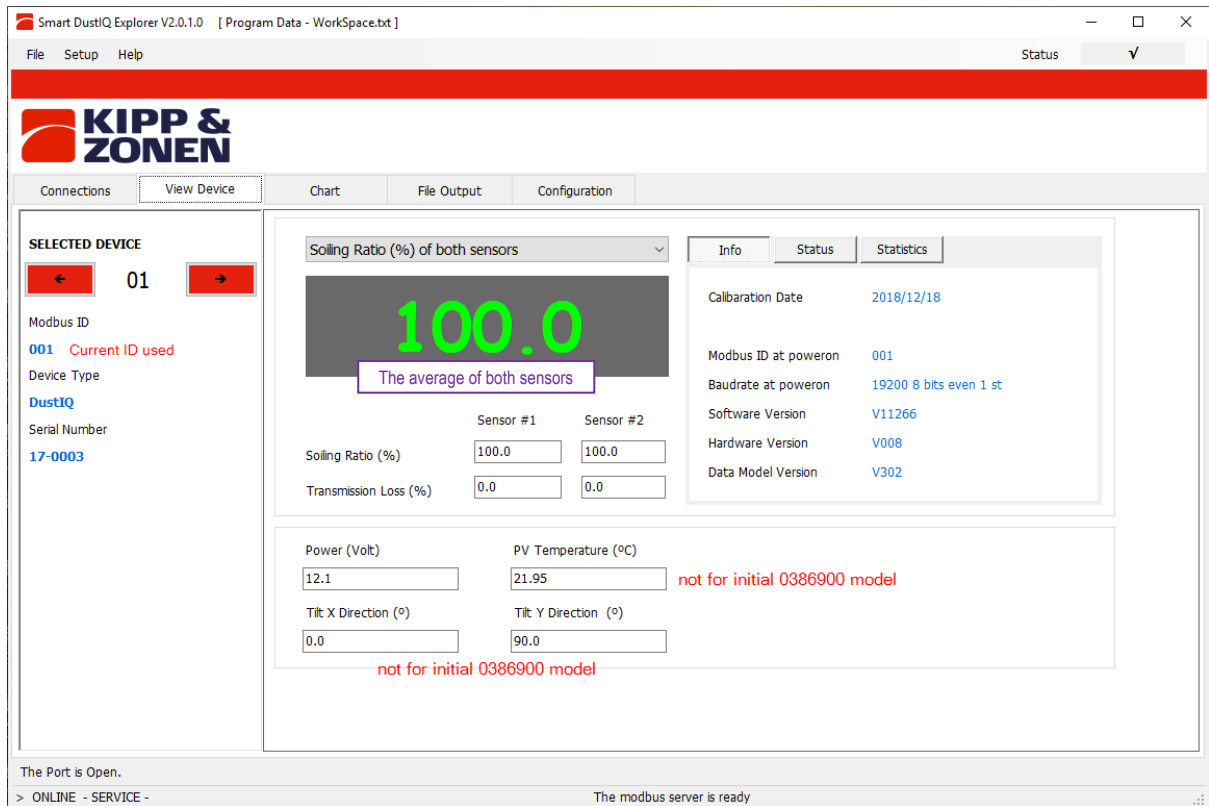 Smart DustIQ Explorer V2.0.1.0 [ Program Data - WorkSpace.txt ]
File Setup Help Status √
KIPP &
ZONEN
Connections View Device Chart File Output Configuration
SELECTED DEVICE
01
Modbus ID
001 Current ID used
Device Type
DustIQ
Serial Number
17-0003
Soiling Ratio (%) of both sensors
100.0
The average of both sensors
Sensor #1 Sensor #2
Soiling Ratio (%) 100.0 100.0
Transmission Loss (%) 0.0 0.0
Info Status Statistics
Calibaration Date 2018/12/18
Modbus ID at poweron 001
Baudrate at poweron 19200 8 bits even 1 st
Software Version V11266
Hardware Version V008
Data Model Version V302
Power (Volt) PV Temperature (ºC)
12.1 21.95 not for initial 0386900 model
Tilt X Direction (º) Tilt Y Direction (º)
0.0 90.0
not for initial 0386900 model
The Port is Open.
> ONLINE - SERVICE - The modbus server is ready